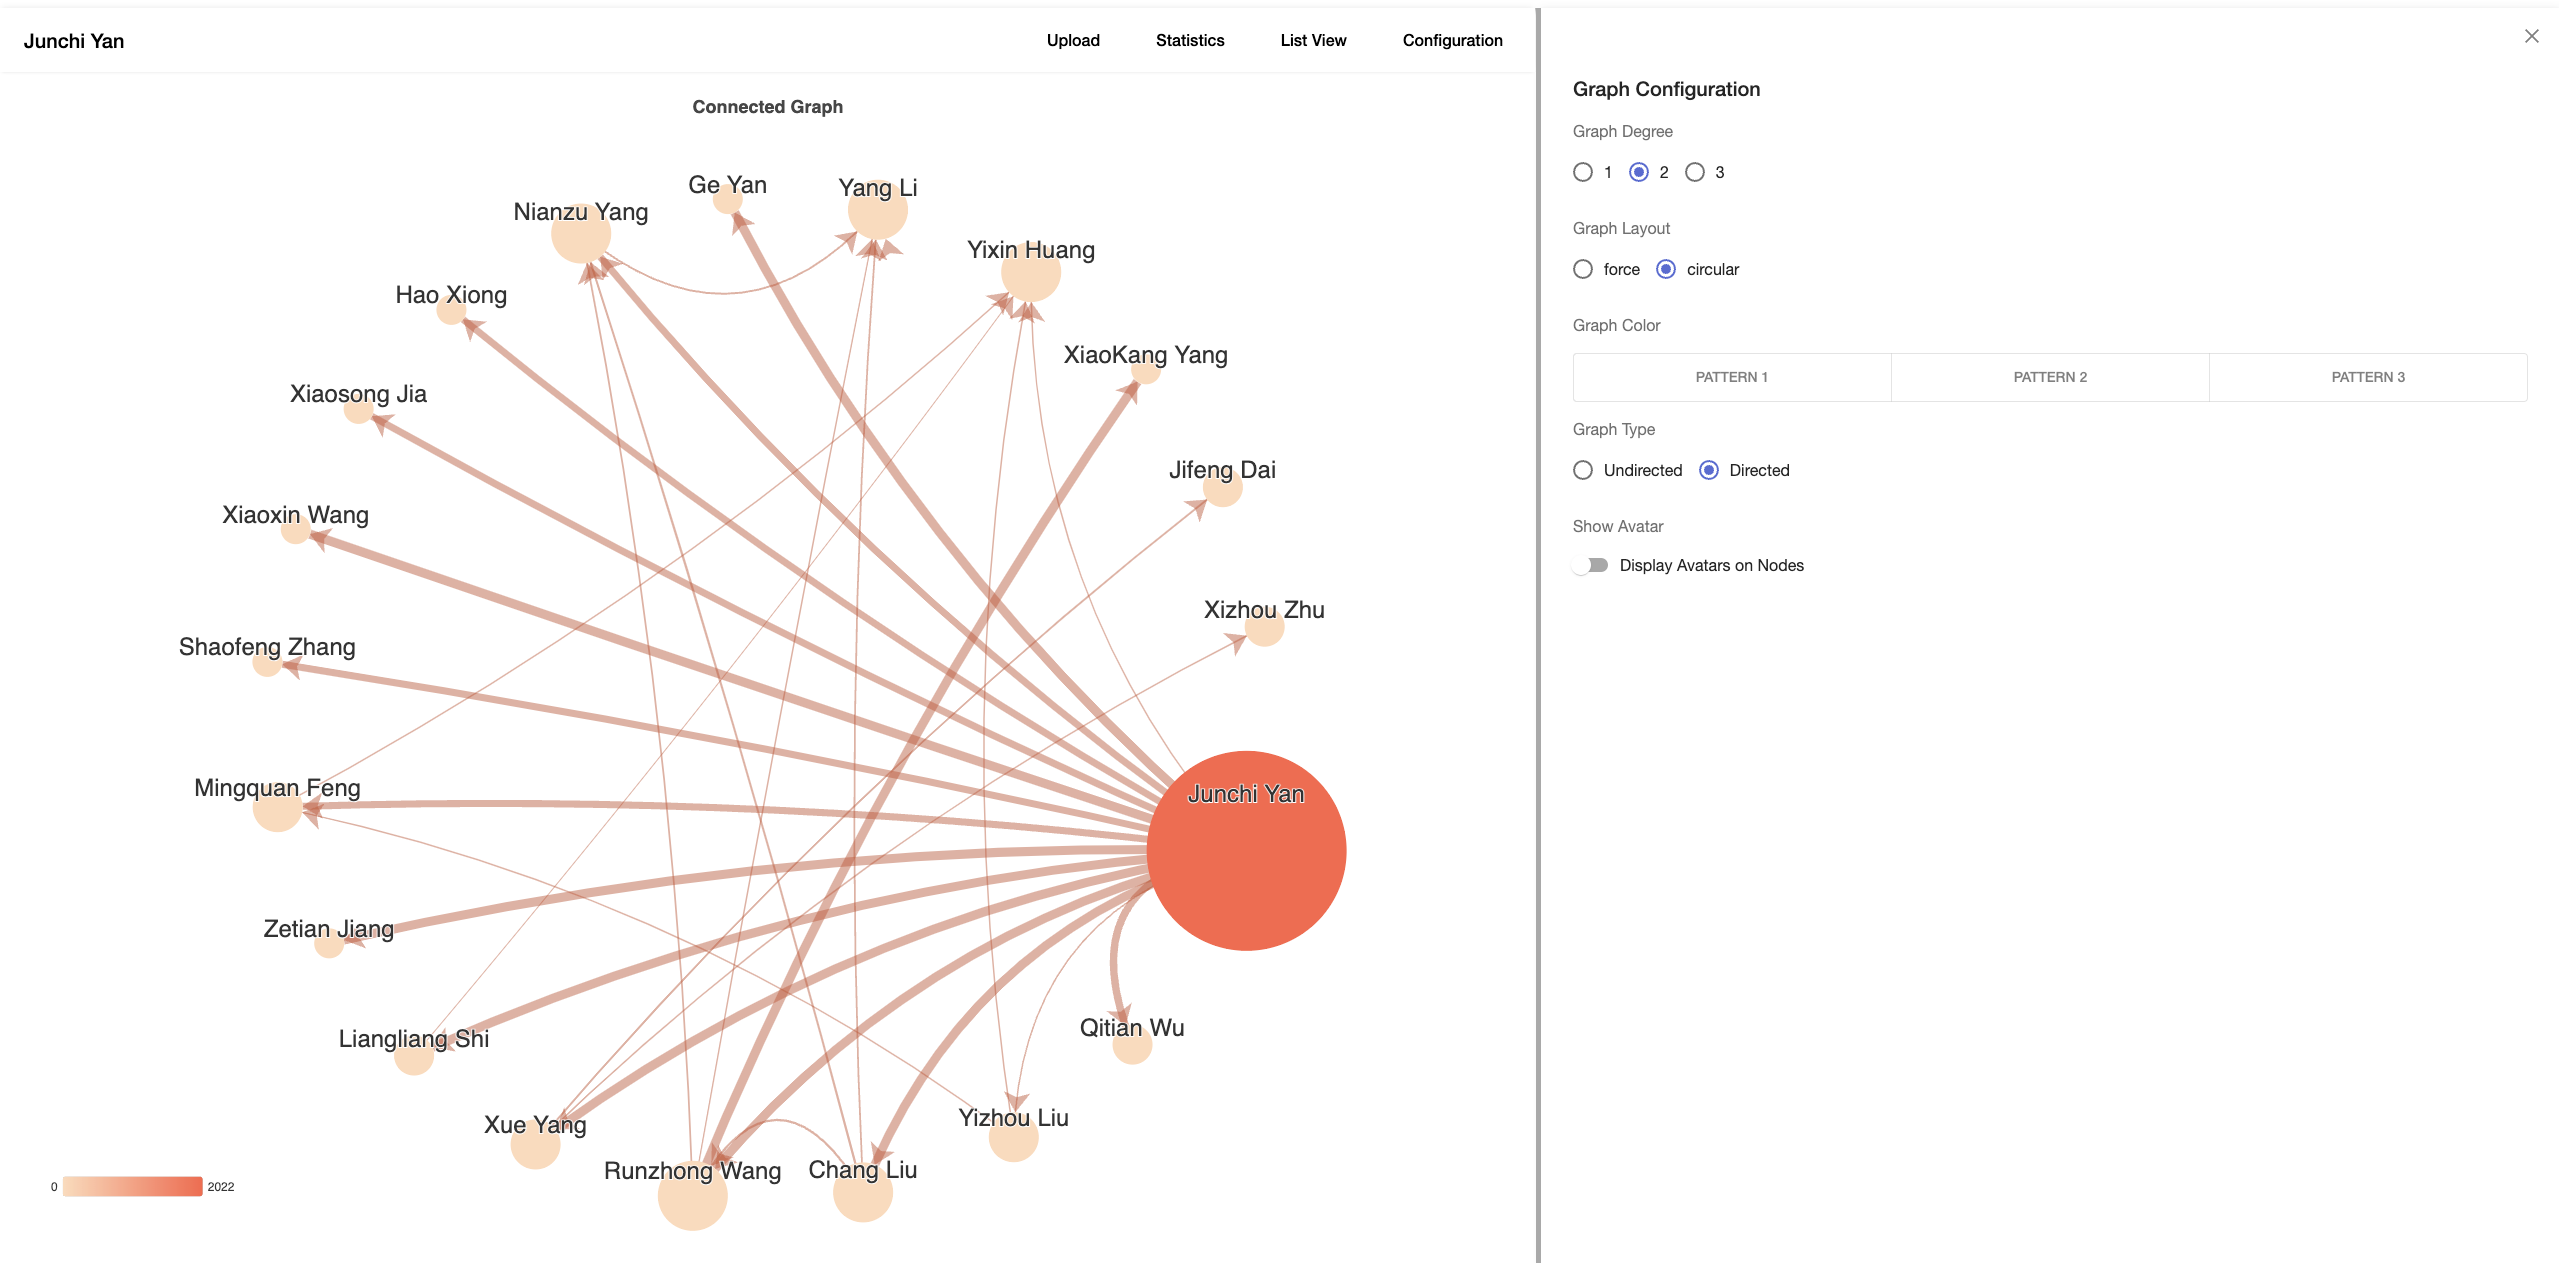 Junchi Yan
Upload
Statistics
List View
Configuration
Connected Graph
Ge Yan
Yang Li
Nianzu Yang
Yixin Huang
Hao Xiong
XiaoKang Yang
Xiaosong Jia
Jifeng Dai
Xiaoxin Wang
Xizhou Zhu
Shaofeng Zhang
Mingquan Feng
Junchi Yan
Zetian Jiang
Liangliang Shi
Qitian Wu
Xue Yang
Yizhou Liu
Runzhong Wang
Chang Liu
0
2022
Graph Configuration
Graph Degree
1 2 3
Graph Layout
force circular
Graph Color
PATTERN 1
PATTERN 2
PATTERN 3
Graph Type
Undirected Directed
Show Avatar
Display Avatars on Nodes